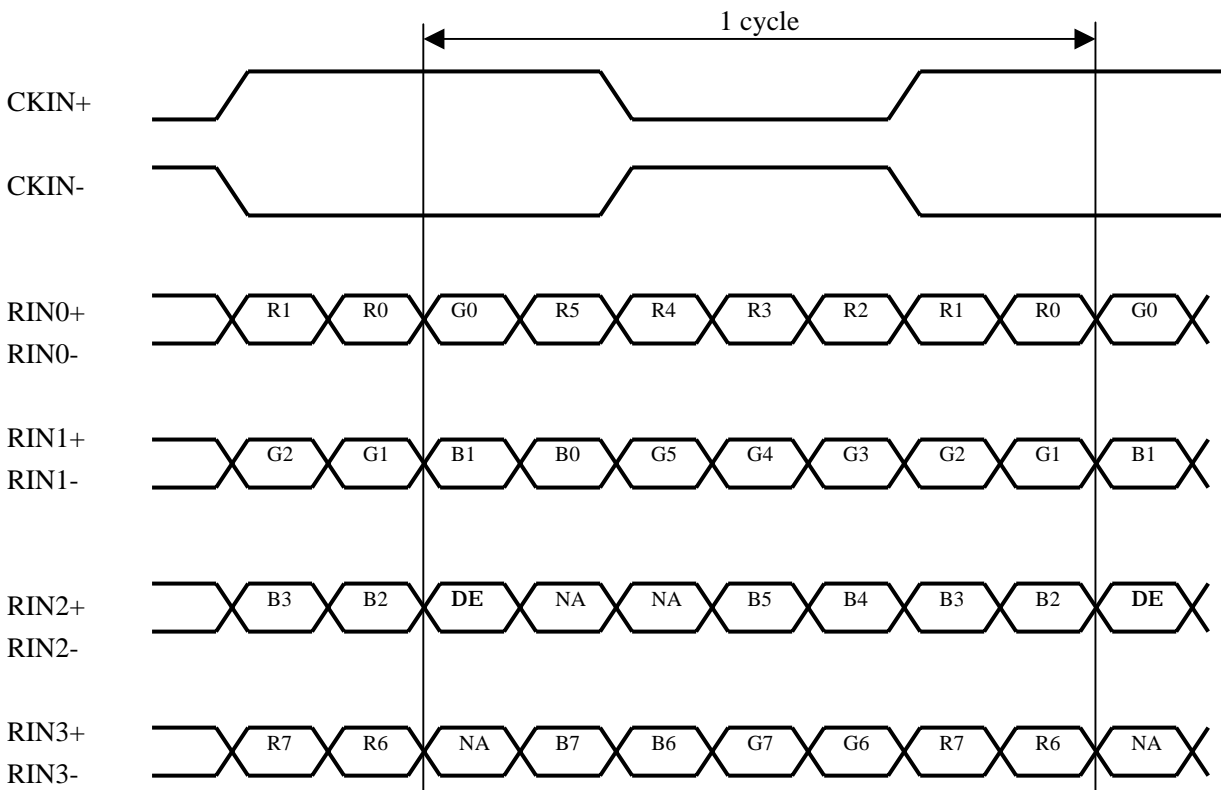 1 cycle
CKIN+
CKIN-
RIN0+
R1 R0 G0 R5 R4 R3 R2 R1 R0 G0
RIN0-
RIN1+
G2 G1 B1 B0 G5 G4 G3 G2 G1 B1
RIN1-
RIN2+
B3 B2 DE NA NA B5 B4 B3 B2 DE
RIN2-
RIN3+
R7 R6 NA B7 B6 G7 G6 R7 R6 NA
RIN3-